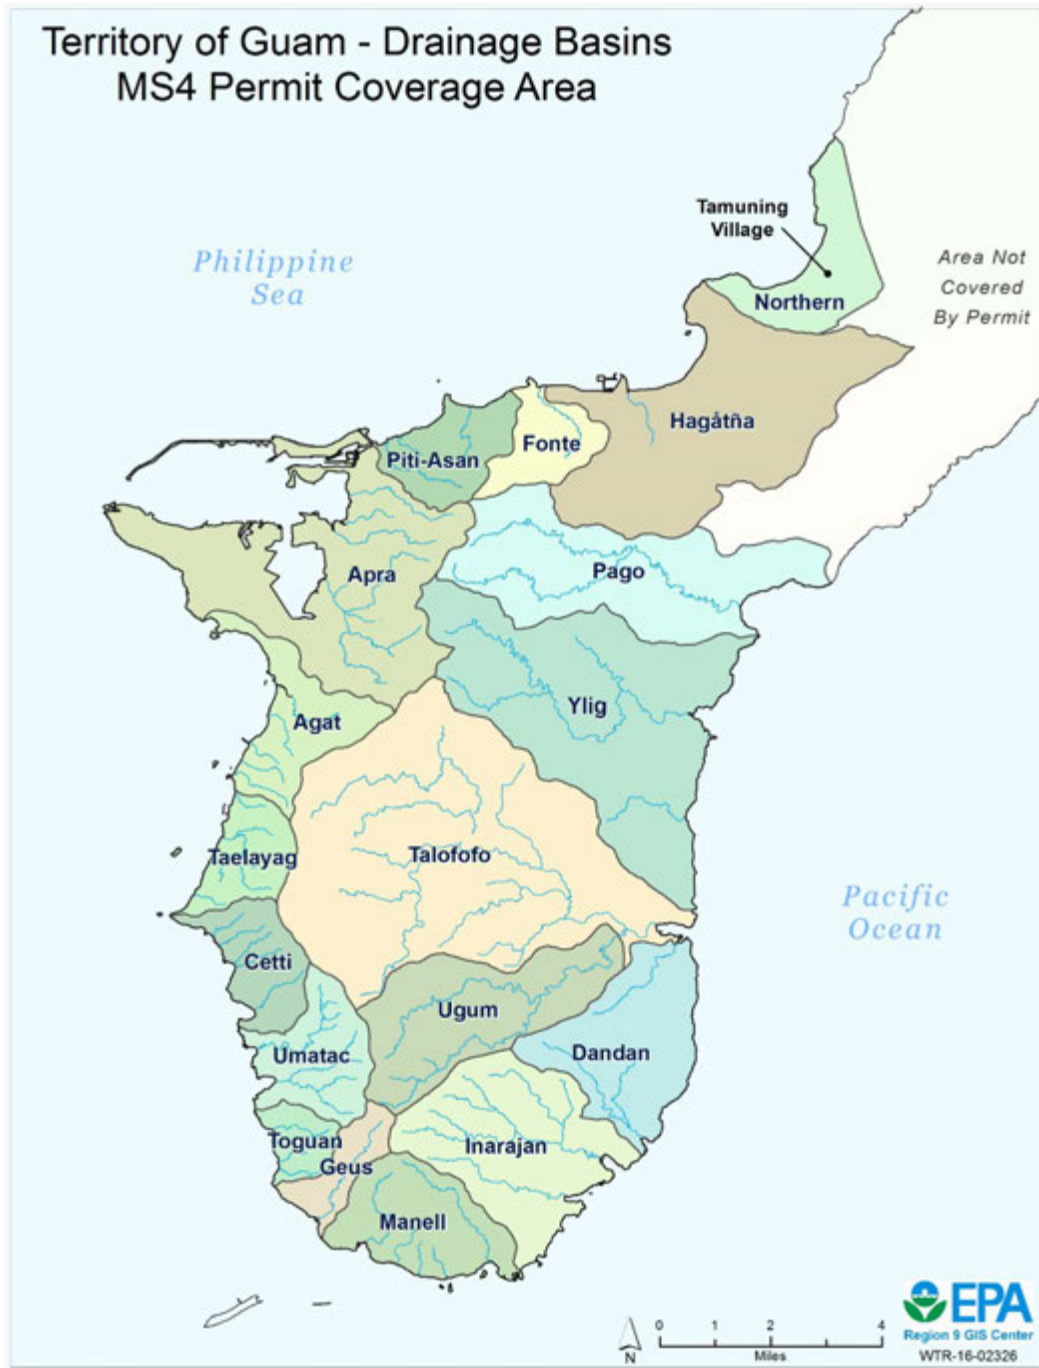 Territory of Guam - Drainage Basins
MS4 Permit Coverage Area
Tamuning
Village
Philippine
Sea
Area Not
Covered
By Permit
Northern
Hagåtña
Fonte
Piti-Asan
Apra
Pago
Ylig
Agat
Talofofo
Taelayag
Pacific
Ocean
Cetti
Ugum
Umatac
Dandan
Toguan
Inarajan
Geus
Manell
EPA
Region 9 GIS Center
WTR-16-02326
N
0 1 2 4
Miles